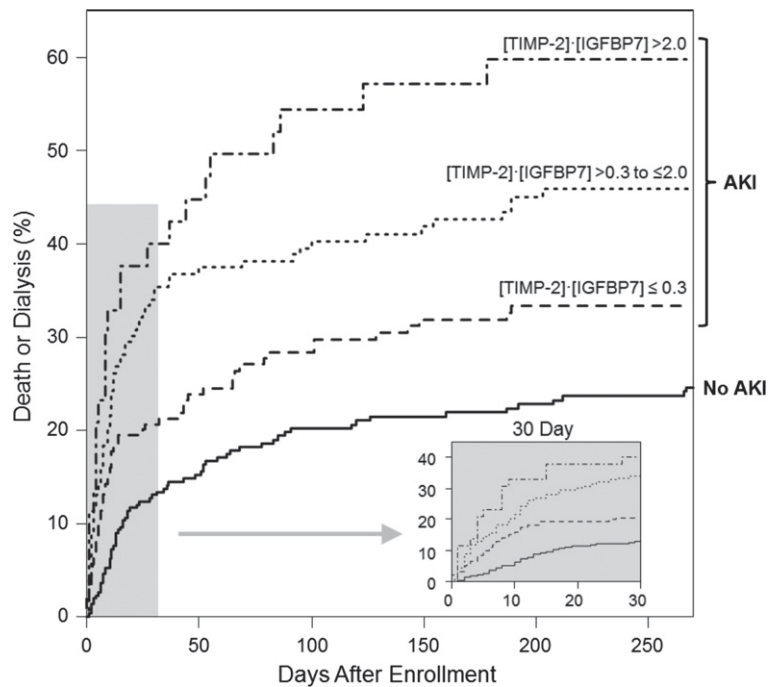 60
50
40
30
20
10
0
Death or Dialysis (%)
[TIMP-2]·[IGFBP7] >2.0
[TIMP-2]·[IGFBP7] >0.3 to ≤2.0
AKI
[TIMP-2]·[IGFBP7] ≤ 0.3
No AKI
30 Day
40
30
20
10
0
0 10 20 30
0 50 100 150 200 250
Days After Enrollment